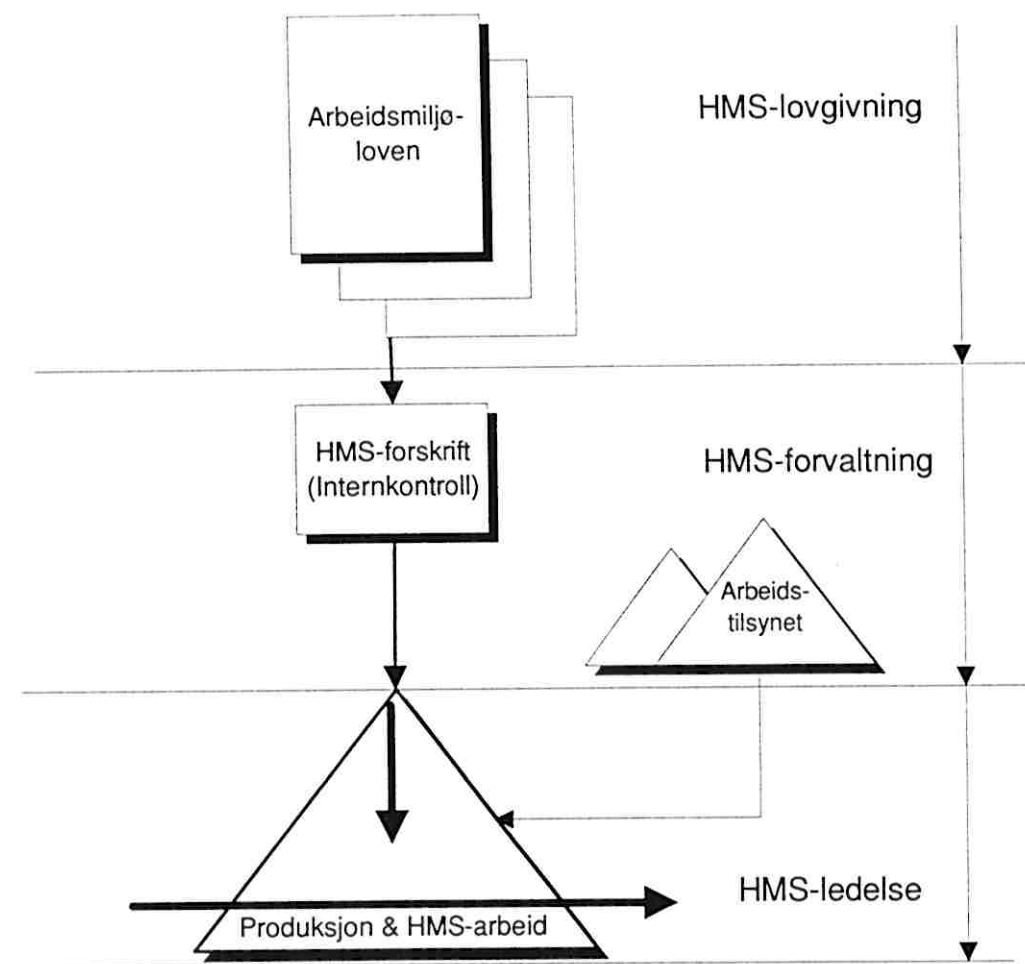 Arbeidsmiljø-
loven
HMS-lovgivning
HMS-forskrift
(Internkontroll)
HMS-forvaltning
Arbeids-
tilsynet
HMS-ledelse
Produksjon & HMS-arbeid